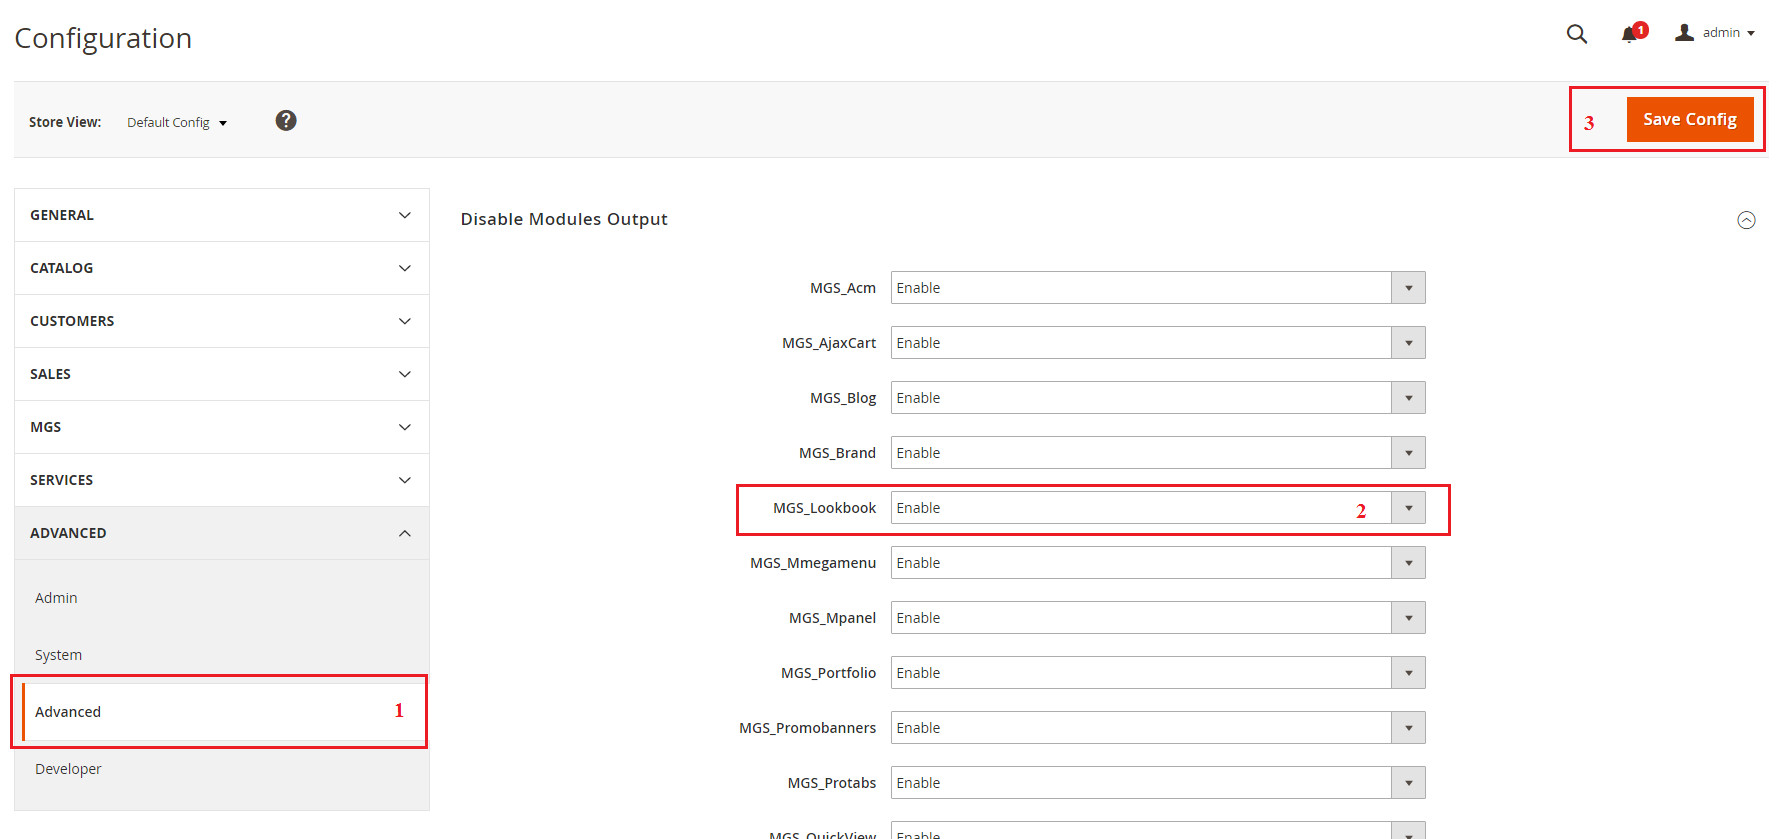 Configuration
1
admin
Store View: Default Config ?
3 Save Config
GENERAL
CATALOG
CUSTOMERS
SALES
MGS
SERVICES
ADVANCED
Admin
System
Advanced 1
Developer
Disable Modules Output
MGS_Acm Enable
MGS_AjaxCart Enable
MGS_Blog Enable
MGS_Brand Enable
MGS_Lookbook Enable 2
MGS_Mmegamenu Enable
MGS_Mpanel Enable
MGS_Portfolio Enable
MGS_Promobanners Enable
MGS_Protabs Enable
MGS_QuickView Enable